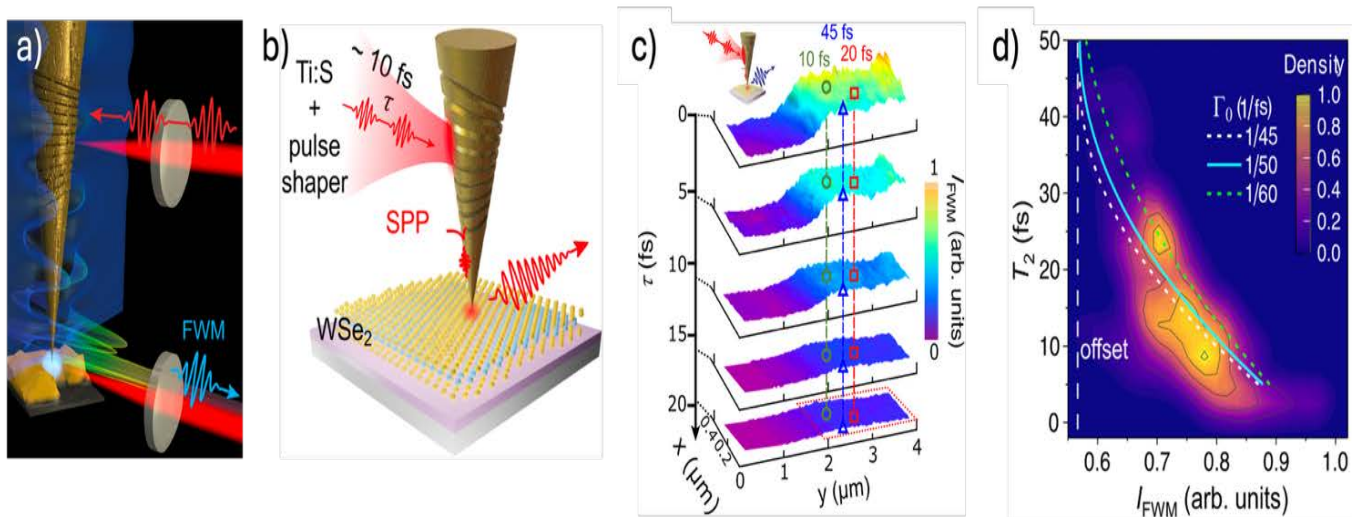 a)
FWM
b)
~ 10 fs
τ
Ti:S
+
pulse
shaper
SPP
WSe₂
c)
45 fs
10 fs
20 fs
0
5
10
15
20
τ (fs)
1
0
I_FWM (arb. units)
0.4 0.2
x (μm)
0 1 2 3 4
y (μm)
d)
50
40
30
20
10
0
T₂ (fs)
Density
1.0
0.8
0.6
0.4
0.2
0.0
Γ₀ (1/fs)
1/45
1/50
1/60
offset
0.6 0.7 0.8 0.9 1.0
I_FWM (arb. units)